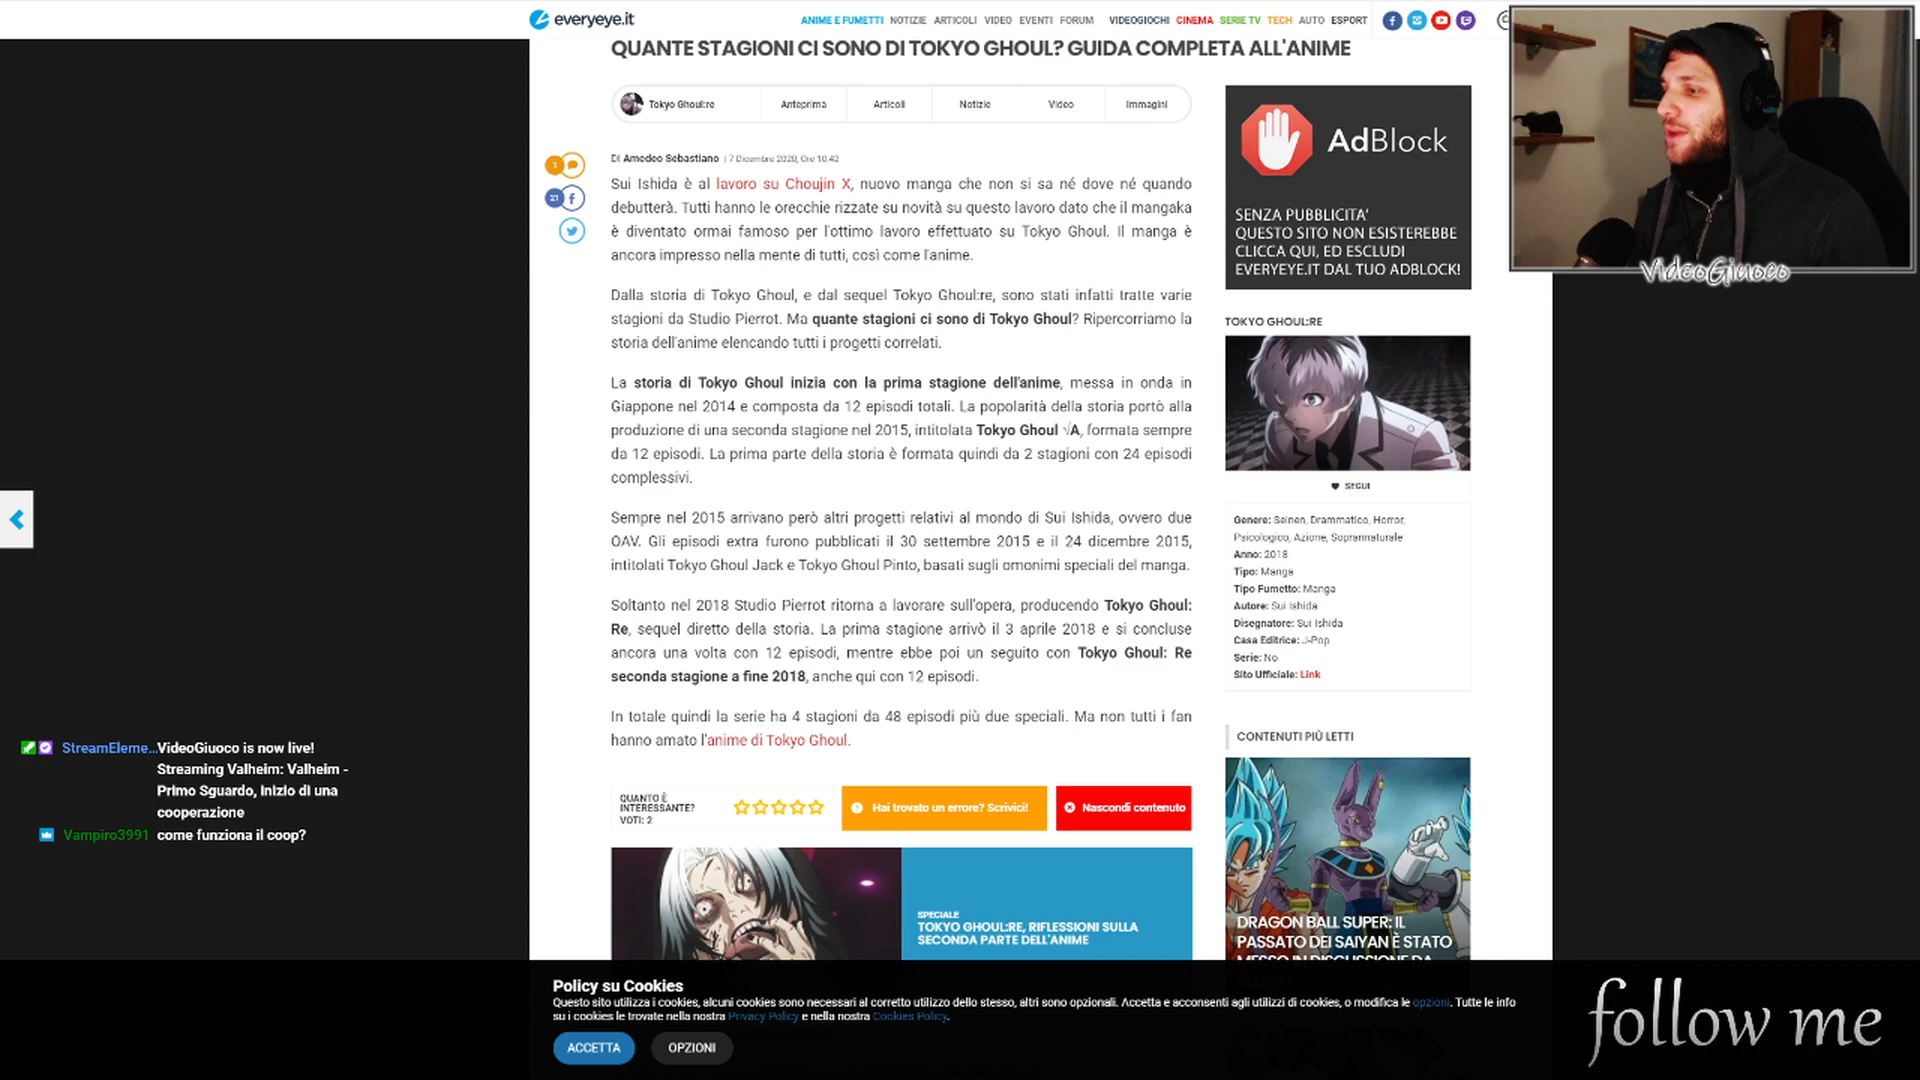 everyeye.it
ANIME E FUMETTI NOTIZIE ARTICOLI VIDEO EVENTI FORUM VIDEOGIOCHI CINEMA SERIE TV TECH AUTO ESPORT
QUANTE STAGIONI CI SONO DI TOKYO GHOUL? GUIDA COMPLETA ALL'ANIME
Tokyo Ghoul:re Anteprima Articoli Notizie Video Immagini
1
21
Di Amedeo Sebastiano | 7 Dicembre 2020, Ore 10:42
Sui Ishida è al lavoro su Choujin X, nuovo manga che non si sa né dove né quando
debutterà. Tutti hanno le orecchie rizzate su novità su questo lavoro dato che il mangaka
è diventato ormai famoso per l'ottimo lavoro effettuato su Tokyo Ghoul. Il manga è
ancora impresso nella mente di tutti, così come l'anime.
Dalla storia di Tokyo Ghoul, e dal sequel Tokyo Ghoul:re, sono stati infatti tratte varie
stagioni da Studio Pierrot. Ma quante stagioni ci sono di Tokyo Ghoul? Ripercorriamo la
storia dell'anime elencando tutti i progetti correlati.
La storia di Tokyo Ghoul inizia con la prima stagione dell'anime, messa in onda in
Giappone nel 2014 e composta da 12 episodi totali. La popolarità della storia portò alla
produzione di una seconda stagione nel 2015, intitolata Tokyo Ghoul √A, formata sempre
da 12 episodi. La prima parte della storia è formata quindi da 2 stagioni con 24 episodi
complessivi.
Sempre nel 2015 arrivano però altri progetti relativi al mondo di Sui Ishida, ovvero due
OAV. Gli episodi extra furono pubblicati il 30 settembre 2015 e il 24 dicembre 2015,
intitolati Tokyo Ghoul Jack e Tokyo Ghoul Pinto, basati sugli omonimi speciali del manga.
Soltanto nel 2018 Studio Pierrot ritorna a lavorare sull'opera, producendo Tokyo Ghoul:
Re, sequel diretto della storia. La prima stagione arrivò il 3 aprile 2018 e si concluse
ancora una volta con 12 episodi, mentre ebbe poi un seguito con Tokyo Ghoul: Re
seconda stagione a fine 2018, anche qui con 12 episodi.
In totale quindi la serie ha 4 stagioni da 48 episodi più due speciali. Ma non tutti i fan
hanno amato l'anime di Tokyo Ghoul.
QUANTO È
INTERESSANTE?
VOTI: 2
Hai trovato un errore? Scrivici!
Nascondi contenuto
SPECIALE
TOKYO GHOUL:RE, RIFLESSIONI SULLA
SECONDA PARTE DELL'ANIME
AdBlock
SENZA PUBBLICITA'
QUESTO SITO NON ESISTEREBBE
CLICCA QUI, ED ESCLUDI
EVERYEYE.IT DAL TUO ADBLOCK!
TOKYO GHOUL:RE
SEGUI
Genere: Seinen, Drammatico, Horror,
Psicologico, Azione, Soprannaturale
Anno: 2018
Tipo: Manga
Tipo Fumetto: Manga
Autore: Sui Ishida
Disegnatore: Sui Ishida
Casa Editrice: J-Pop
Serie: No
Sito Ufficiale: Link
CONTENUTI PIÙ LETTI
DRAGON BALL SUPER: IL
PASSATO DEI SAIYAN È STATO
MESSO IN DISCUSSIONE DA
VideoGiuoco
StreamEleme... VideoGiuoco is now live!
Streaming Valheim: Valheim -
Primo Sguardo, inizio di una
cooperazione
Vampiro3991 come funziona il coop?
Policy su Cookies
Questo sito utilizza i cookies, alcuni cookies sono necessari al corretto utilizzo dello stesso, altri sono opzionali. Accetta e acconsenti agli utilizzi di cookies, o modifica le opzioni. Tutte le info
su i cookies le trovate nella nostra Privacy Policy e nella nostra Cookies Policy.
ACCETTA OPZIONI
follow me